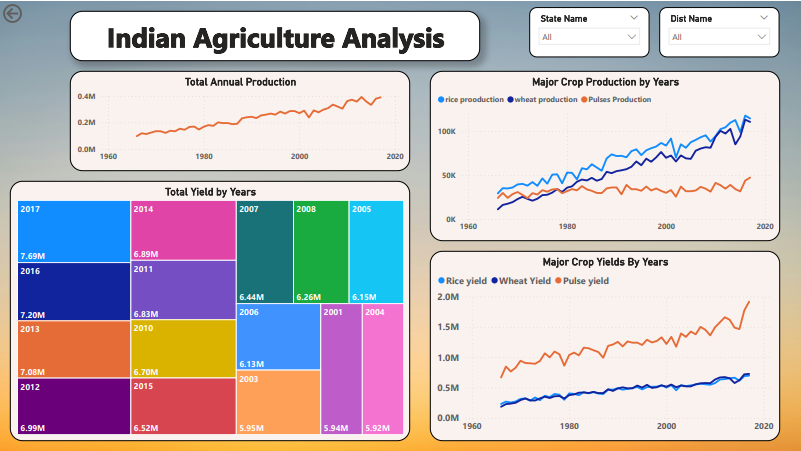 Indian Agriculture Analysis
State Name
All
Dist Name
All
Total Annual Production
0.4M
0.2M
0.0M
1960 1980 2000 2020
Major Crop Production by Years
rice prooduction wheat production Pulses Production
100K
50K
0K
1960 1980 2000 2020
Total Yield by Years
2017
7.69M
2016
7.20M
2013
7.08M
2012
6.99M
2014
6.89M
2011
6.83M
2010
6.70M
2015
6.52M
2007
6.44M
2008
6.26M
2005
6.15M
2006
6.13M
2003
5.95M
2001
5.94M
2004
5.92M
Major Crop Yields By Years
Rice yield Wheat Yield Pulse yield
2.0M
1.5M
1.0M
0.5M
0.0M
1960 1980 2000 2020